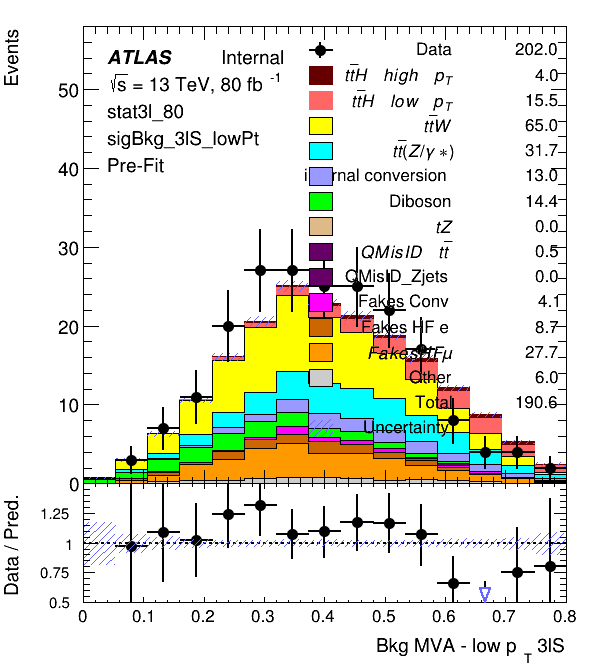 Events
ATLAS Internal
√s = 13 TeV, 80 fb -1
stat3l_80
sigBkg_3lS_lowPt
Pre-Fit
Data 202.0
tt̄H high pT 4.0
tt̄H low pT 15.5
tt̄W 65.0
tt̄(Z/γ*) 31.7
internal conversion 13.0
Diboson 14.4
tZ 0.0
QMisID tt̄ 0.5
QMisID_Zjets 0.0
Fakes Conv 4.1
Fakes HF e 8.7
FakesHFμ 27.7
Other 6.0
Total 190.6
Uncertainty
50
40
30
20
10
0
Data / Pred.
1.25
1
0.75
0.5
0 0.1 0.2 0.3 0.4 0.5 0.6 0.7 0.8
Bkg MVA - low pT 3lS